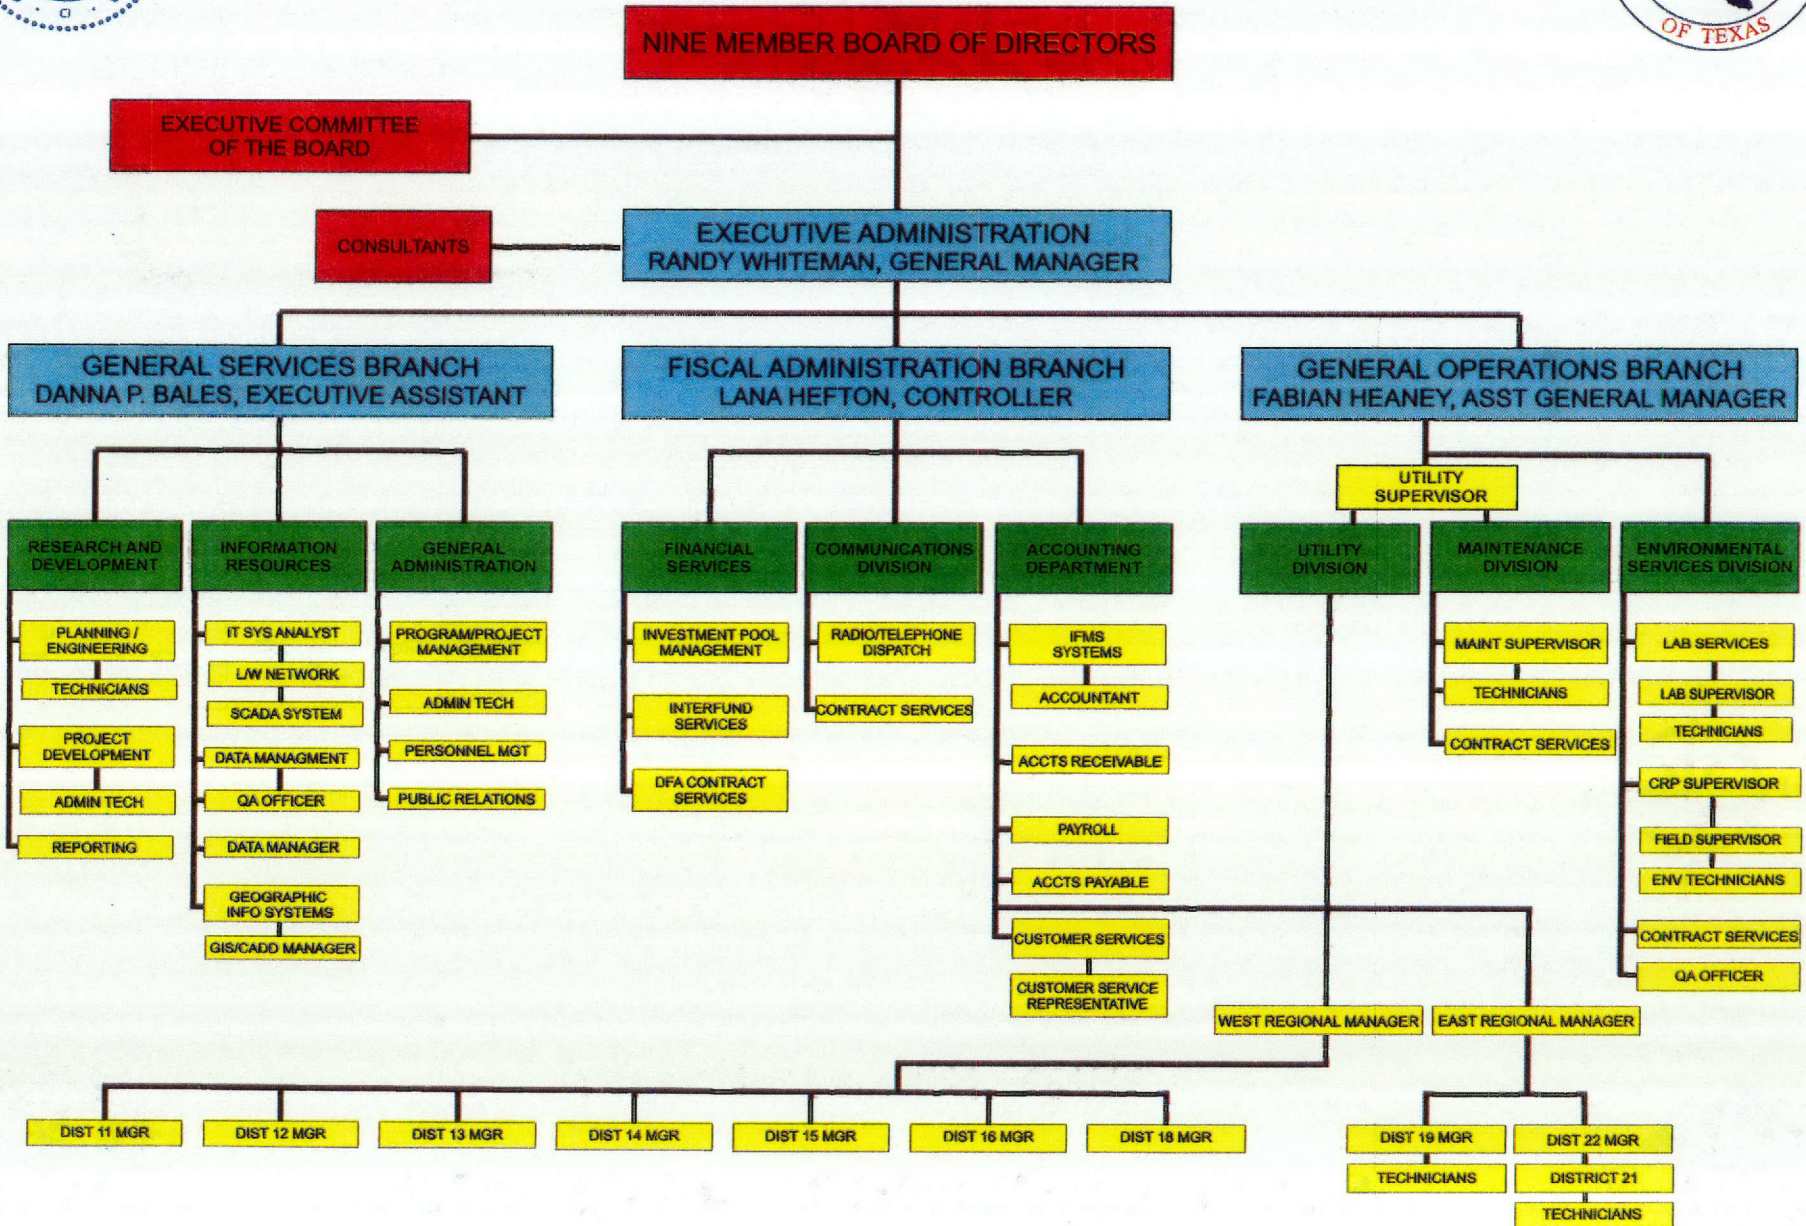 OF TEXAS
NINE MEMBER BOARD OF DIRECTORS
EXECUTIVE COMMITTEE
OF THE BOARD
CONSULTANTS
EXECUTIVE ADMINISTRATION
RANDY WHITEMAN, GENERAL MANAGER
GENERAL SERVICES BRANCH
DANNA P. BALES, EXECUTIVE ASSISTANT
FISCAL ADMINISTRATION BRANCH
LANA HEFTON, CONTROLLER
GENERAL OPERATIONS BRANCH
FABIAN HEANEY, ASST GENERAL MANAGER
UTILITY
SUPERVISOR
RESEARCH AND
DEVELOPMENT
INFORMATION
RESOURCES
GENERAL
ADMINISTRATION
FINANCIAL
SERVICES
COMMUNICATIONS
DIVISION
ACCOUNTING
DEPARTMENT
UTILITY
DIVISION
MAINTENANCE
DIVISION
ENVIRONMENTAL
SERVICES DIVISION
PLANNING /
ENGINEERING
TECHNICIANS
PROJECT
DEVELOPMENT
ADMIN TECH
REPORTING
IT SYS ANALYST
L/W NETWORK
SCADA SYSTEM
DATA MANAGMENT
QA OFFICER
DATA MANAGER
GEOGRAPHIC
INFO SYSTEMS
GIS/CADD MANAGER
PROGRAM/PROJECT
MANAGEMENT
ADMIN TECH
PERSONNEL MGT
PUBLIC RELATIONS
INVESTMENT POOL
MANAGEMENT
INTERFUND
SERVICES
DFA CONTRACT
SERVICES
RADIO/TELEPHONE
DISPATCH
CONTRACT SERVICES
IFMS
SYSTEMS
ACCOUNTANT
ACCTS RECEIVABLE
PAYROLL
ACCTS PAYABLE
CUSTOMER SERVICES
CUSTOMER SERVICE
REPRESENTATIVE
MAINT SUPERVISOR
TECHNICIANS
CONTRACT SERVICES
LAB SERVICES
LAB SUPERVISOR
TECHNICIANS
CRP SUPERVISOR
FIELD SUPERVISOR
ENV TECHNICIANS
CONTRACT SERVICES
QA OFFICER
WEST REGIONAL MANAGER
EAST REGIONAL MANAGER
DIST 11 MGR
DIST 12 MGR
DIST 13 MGR
DIST 14 MGR
DIST 15 MGR
DIST 16 MGR
DIST 18 MGR
DIST 19 MGR
TECHNICIANS
DIST 22 MGR
DISTRICT 21
TECHNICIANS